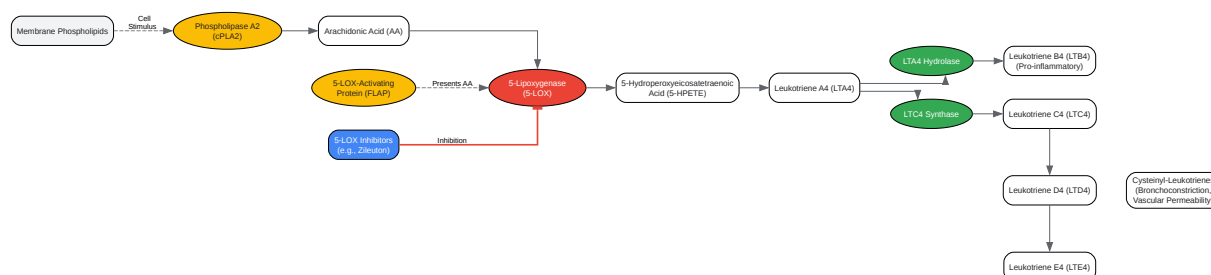 Cell
Stimulus
Membrane Phospholipids
Phospholipase A2
(cPLA2)
Arachidonic Acid (AA)
5-LOX-Activating
Protein (FLAP)
Presents AA
5-Lipoxygenase
(5-LOX)
5-Hydroperoxyeicosatetraenoic
Acid (5-HPETE)
Leukotriene A4 (LTA4)
LTA4 Hydrolase
Leukotriene B4 (LTB4)
(Pro-inflammatory)
LTC4 Synthase
Leukotriene C4 (LTC4)
5-LOX Inhibitors
(e.g., Zileuton)
Inhibition
Leukotriene D4 (LTD4)
Cysteinyl-Leukotriene
(Bronchoconstriction,
Vascular Permeability
Leukotriene E4 (LTE4)